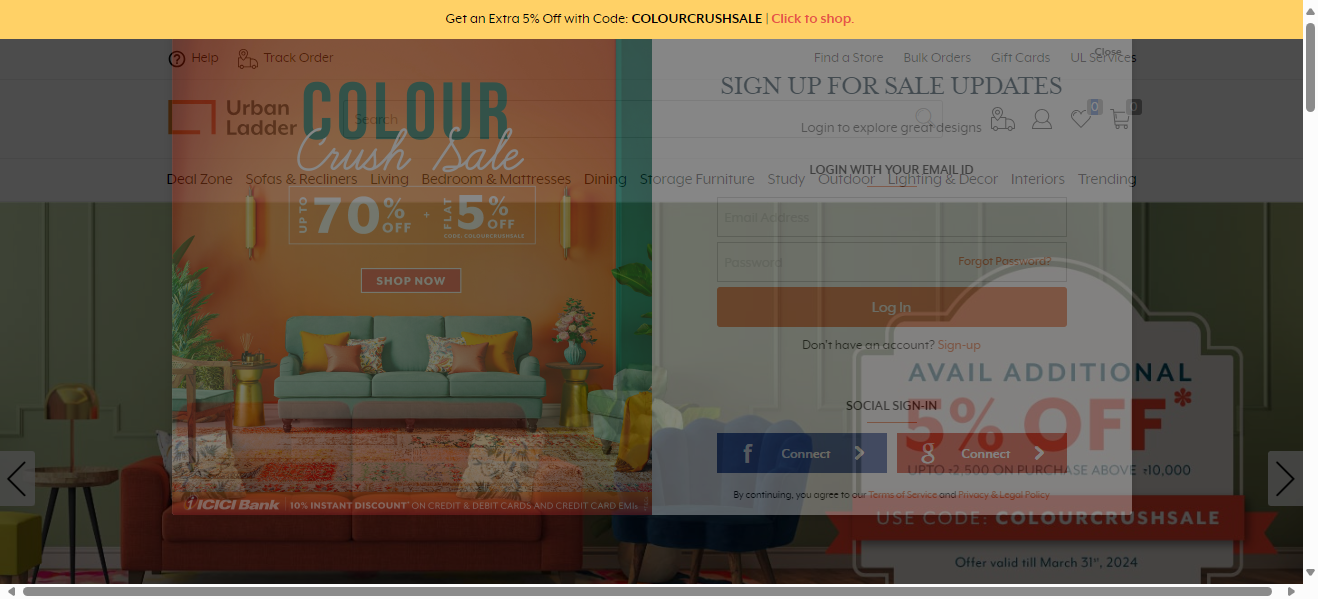 Get an Extra 5% Off with Code: COLOURCRUSHSALE | Click to shop.
Help Track Order
Find a Store Bulk Orders Gift Cards UL Services
Close
SIGN UP FOR SALE UPDATES
Urban
Ladder
Search
0 0
Login to explore great designs
LOGIN WITH YOUR EMAIL ID
Deal Zone Sofas & Recliners Living Bedroom & Mattresses Dining Storage Furniture Study Outdoor Lighting & Decor Interiors Trending
COLOUR
Crush Sale
UP TO 70% OFF + FLAT 5% OFF
CODE: COLOURCRUSHSALE
SHOP NOW
Email Address
Password Forgot Password?
Log In
Don't have an account? Sign-up
SOCIAL SIGN-IN
f Connect
g Connect
By continuing, you agree to our Terms of Service and Privacy & Legal Policy
ICICI Bank | 10% INSTANT DISCOUNT* ON CREDIT & DEBIT CARDS AND CREDIT CARD EMIs
AVAIL ADDITIONAL
5% OFF*
UPTO ₹2,500 ON PURCHASE ABOVE ₹10,000
USE CODE: COLOURCRUSHSALE
Offer valid till March 31st, 2024